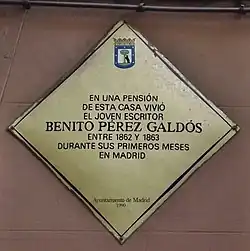 EN UNA PENSIÓN
DE ESTA CASA VIVIÓ
EL JOVEN ESCRITOR
BENITO PÉREZ GALDÓS
ENTRE 1862 Y 1863
DURANTE SUS PRIMEROS MESES
EN MADRID
Ayuntamiento de Madrid
1990